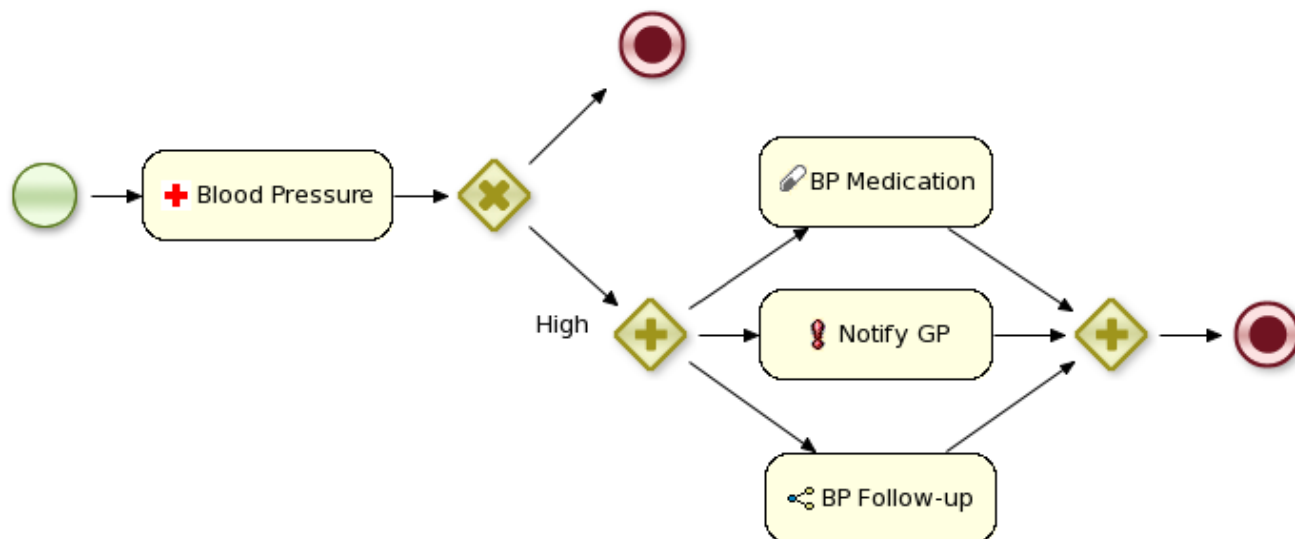 Blood Pressure
BP Medication
High
Notify GP
BP Follow-up